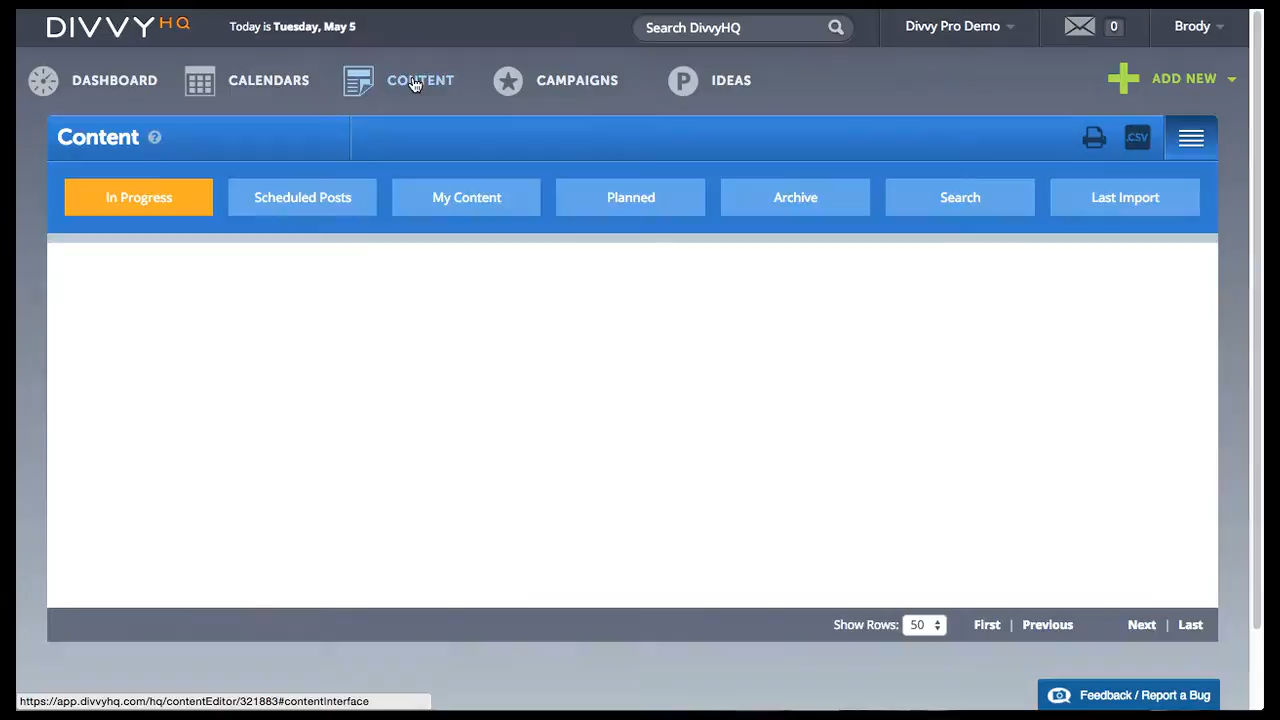 DIVVYHQ
Today is Tuesday, May 5
Search DivvyHQ
Divvy Pro Demo
0
Brody
DASHBOARD
CALENDARS
CONTENT
CAMPAIGNS
P
IDEAS
ADD NEW
Content ?
.CSV
In Progress
Scheduled Posts
My Content
Planned
Archive
Search
Last Import
Show Rows: 50
First | Previous
Next | Last
https://app.divvyhq.com/hq/contentEditor/321883#contentInterface
Feedback / Report a Bug